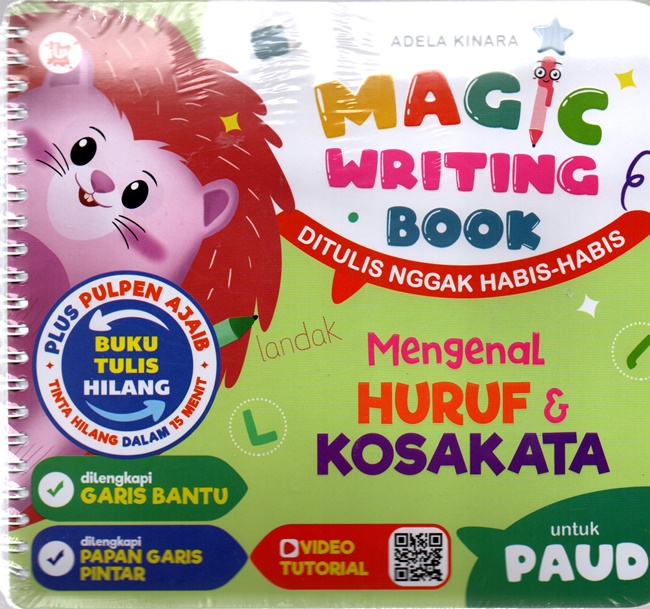 ADELA KINARA
MAGIC
WRITING
BOOK
DITULIS NGGAK HABIS-HABIS
PLUS PULPEN AJAIB
BUKU
TULIS
HILANG
TINTA HILANG DALAM 15 MENIT
landak
L
Mengenal
HURUF &
KOSAKATA
dilengkapi
GARIS BANTU
dilengkapi
PAPAN GARIS
PINTAR
VIDEO
TUTORIAL
untuk
PAUD